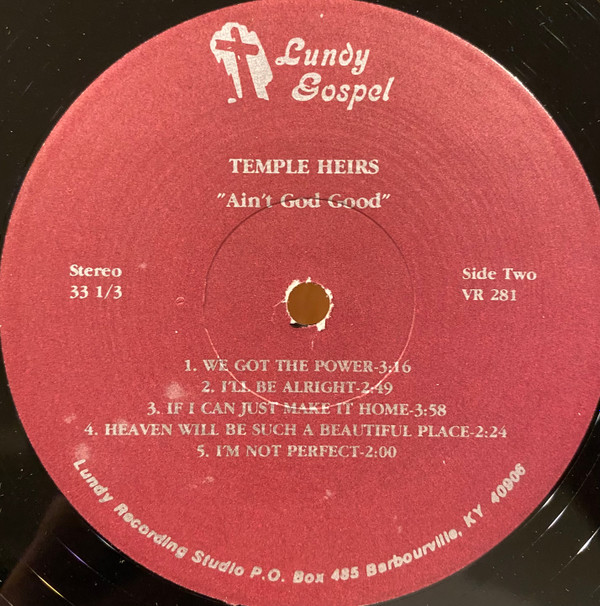 Lundy
Gospel
TEMPLE HEIRS
"Ain't God Good"
Stereo
33 1/3
Side Two
VR 281
1. WE GOT THE POWER-3:16
2. I'LL BE ALRIGHT-2:49
3. IF I CAN JUST MAKE IT HOME-3:58
4. HEAVEN WILL BE SUCH A BEAUTIFUL PLACE-2:24
5. I'M NOT PERFECT-2:00
Lundy Recording Studio P.O. Box 485 Barbourville, KY 40906